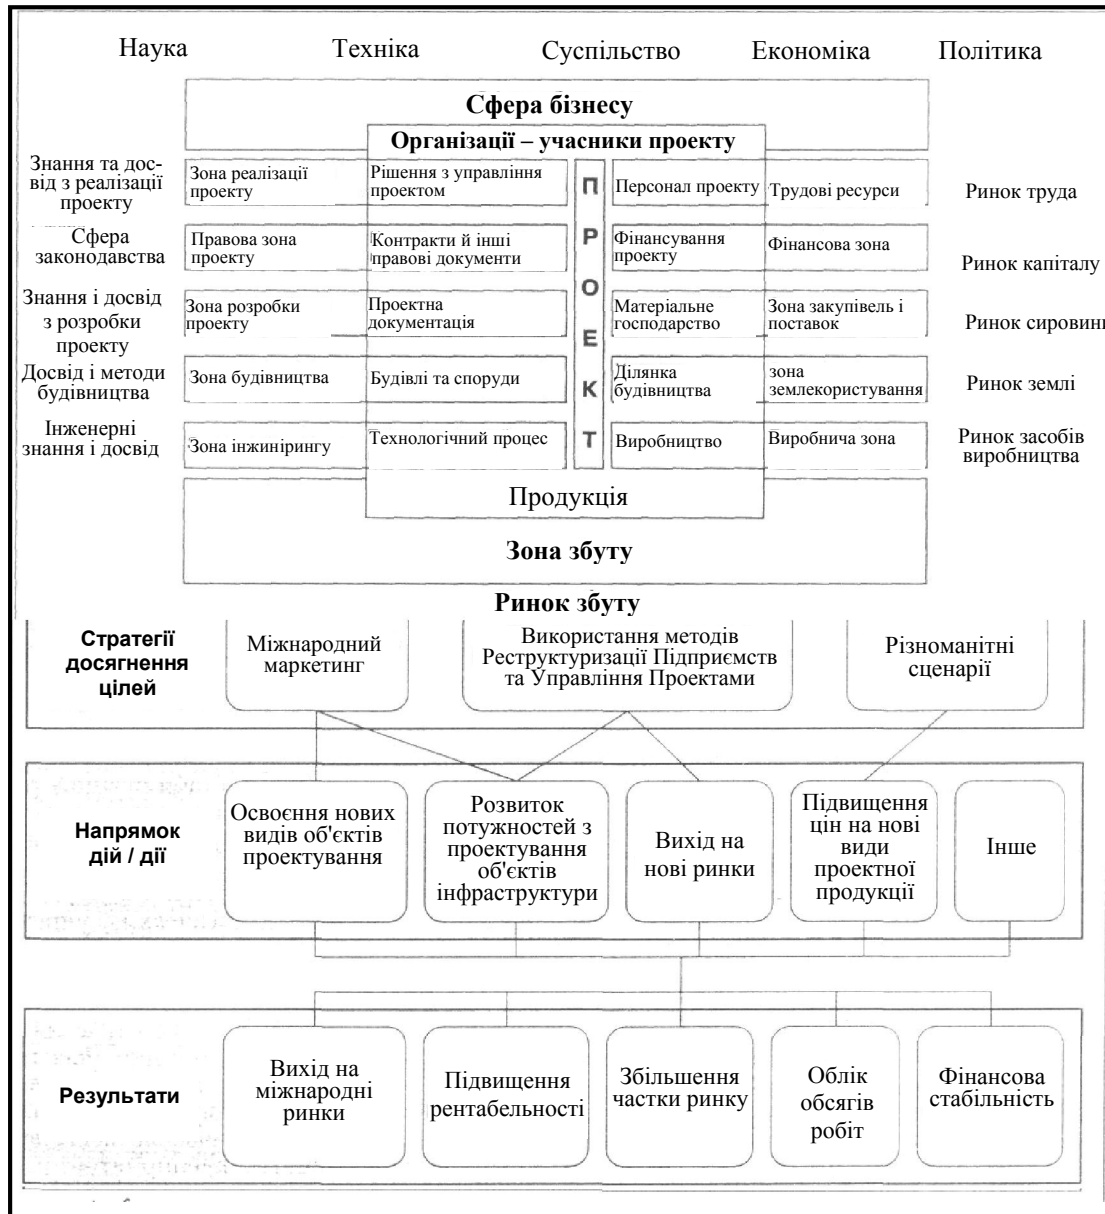 Наука Техніка Суспільство Економіка Політика
Сфера бізнесу
Організації – учасники проекту
Знання та дос-
від з реалізації
проекту
Зона реалізації
проекту
Рішення з управління
проектом
Персонал проекту
Трудові ресурси
Ринок труда
Сфера
законодавства
Правова зона
проекту
Контракти й інші
правові документи
Фінансування
проекту
Фінансова зона
Ринок капіталу
Знання і досвід
з розробки
проекту
Зона розробки
проекту
Проектна
документація
Матеріальне
господарство
Зона закупівель і
поставок
Ринок сировини
Досвід і методи
будівництва
Зона будівництва
Будівлі та споруди
Ділянка
будівництва
зона
землекористування
Ринок землі
Інженерні
знання і досвід
Зона інжинірингу
Технологічний процес
Виробництво
Виробнича зона
Ринок засобів
виробництва
П
Р
О
Е
К
Т
Продукція
Зона збуту
Ринок збуту
Стратегії
досягнення
цілей
Міжнародний
маркетинг
Використання методів
Реструктуризації Підприємств
та Управління Проектами
Різноманітні
сценарії
Напрямок
дій / дії
Освоєння нових
видів об'єктів
проектування
Розвиток
потужностей з
проектування
об'єктів
інфраструктури
Вихід на
нові ринки
Підвищення
цін на нові
види
проектної
продукції
Інше
Результати
Вихід на
міжнародні
ринки
Підвищення
рентабельності
Збільшення
частки ринку
Облік
обсягів
робіт
Фінансова
стабільність